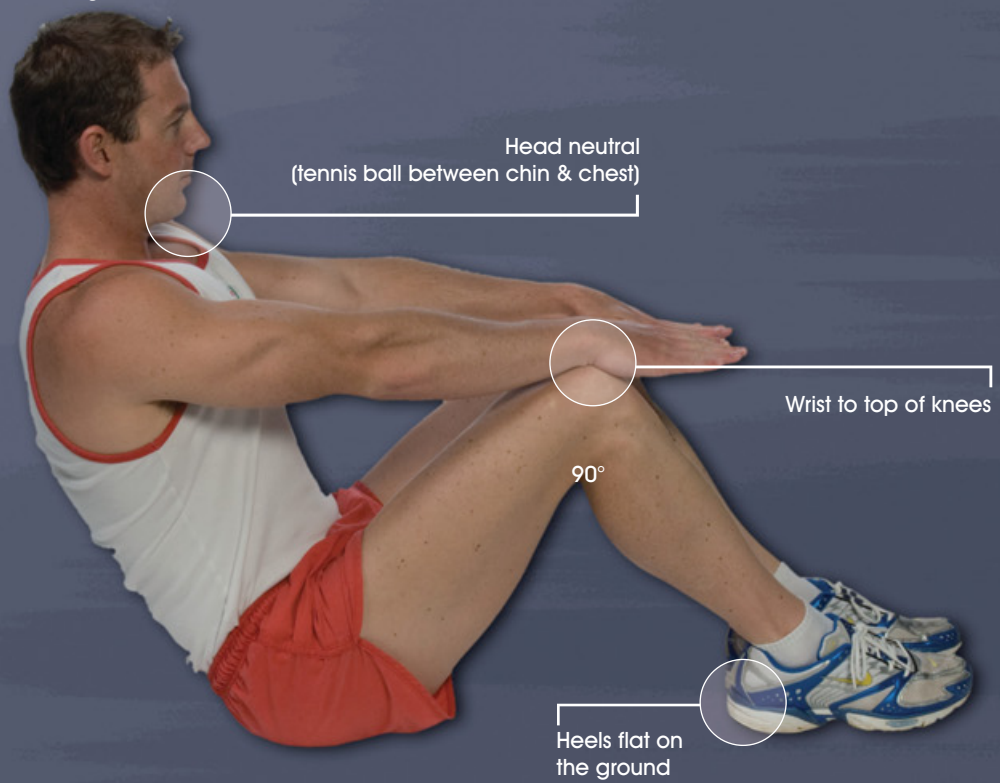 Head neutral
(tennis ball between chin & chest)
Wrist to top of knees
90°
Heels flat on
the ground